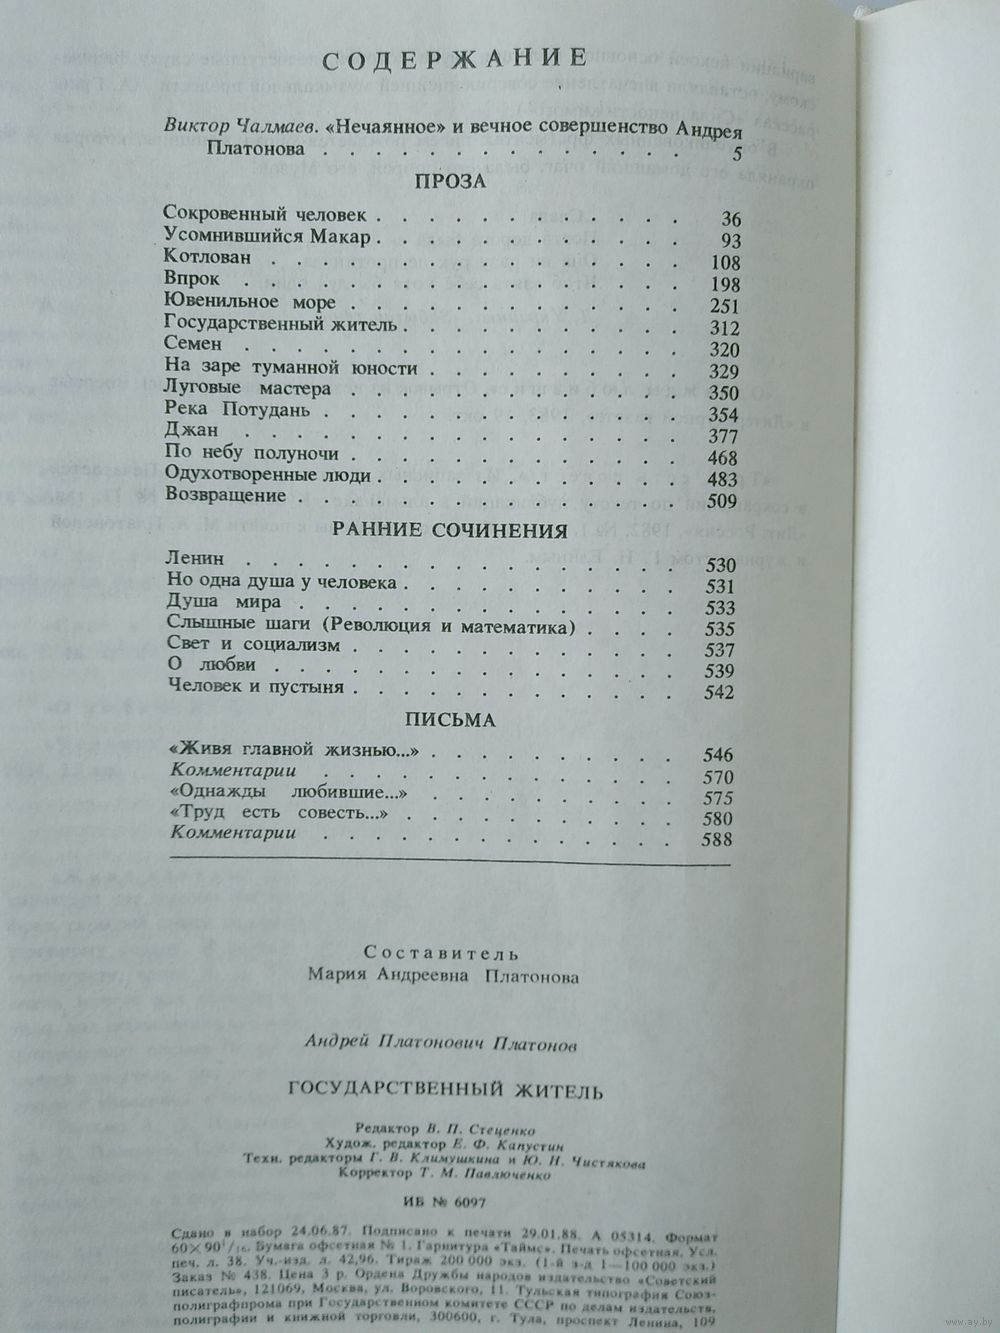 СОДЕРЖАНИЕ
Виктор Чалмаев. «Нечаянное» и вечное совершенство Андрея
Платонова . . . . . . . . . . . . . . . . 5
ПРОЗА
Сокровенный человек . . . . . . . . . . . . . 36
Усомнившийся Макар . . . . . . . . . . . . . 93
Котлован . . . . . . . . . . . . . . . . . 108
Впрок . . . . . . . . . . . . . . . . . . 198
Ювенильное море . . . . . . . . . . . . . . 251
Государственный житель . . . . . . . . . . . . 312
Семен . . . . . . . . . . . . . . . . . . 320
На заре туманной юности . . . . . . . . . . . 329
Луговые мастера . . . . . . . . . . . . . . 350
Река Потудань . . . . . . . . . . . . . . . 354
Джан . . . . . . . . . . . . . . . . . . 377
По небу полуночи . . . . . . . . . . . . . . 468
Одухотворенные люди . . . . . . . . . . . . . 483
Возвращение . . . . . . . . . . . . . . . . 509
РАННИЕ СОЧИНЕНИЯ
Ленин . . . . . . . . . . . . . . . . . . 530
Но одна душа у человека . . . . . . . . . . . . 531
Душа мира . . . . . . . . . . . . . . . . 533
Слышные шаги (Революция и математика) . . . . 535
Свет и социализм . . . . . . . . . . . . . . 537
О любви . . . . . . . . . . . . . . . . . 539
Человек и пустыня . . . . . . . . . . . . . . 542
ПИСЬМА
«Живя главной жизнью...» . . . . . . . . . . . 546
Комментарии . . . . . . . . . . . . . . . 570
«Однажды любившие...» . . . . . . . . . . . 575
«Труд есть совесть...» . . . . . . . . . . . . 580
Комментарии . . . . . . . . . . . . . . . 588
Составитель
Мария Андреевна Платонова
Андрей Платонович Платонов
ГОСУДАРСТВЕННЫЙ ЖИТЕЛЬ
Редактор В. П. Стеценко
Худож. редактор Е. Ф. Капустин
Техн. редакторы Г. В. Климушкина и Ю. Н. Чистякова
Корректор Т. М. Павлюченко
ИБ № 6097
Сдано в набор 24.06.87. Подписано к печати 29.01.88. А 05314. Формат
60×90¹/₁₆. Бумага офсетная № 1. Гарнитура «Таймс». Печать офсетная. Усл.
печ. л. 38. Уч.-изд. л. 42,96. Тираж 200 000 экз. (1-й з-д 1—100 000 экз.)
Заказ № 438. Цена 3 р. Ордена Дружбы народов издательство «Советский
писатель», 121069, Москва, ул. Воровского, 11. Тульская типография Союз-
полиграфпрома при Государственном комитете СССР по делам издательств,
полиграфии и книжной торговли, 300600, г. Тула, проспект Ленина, 109
www.ay.by